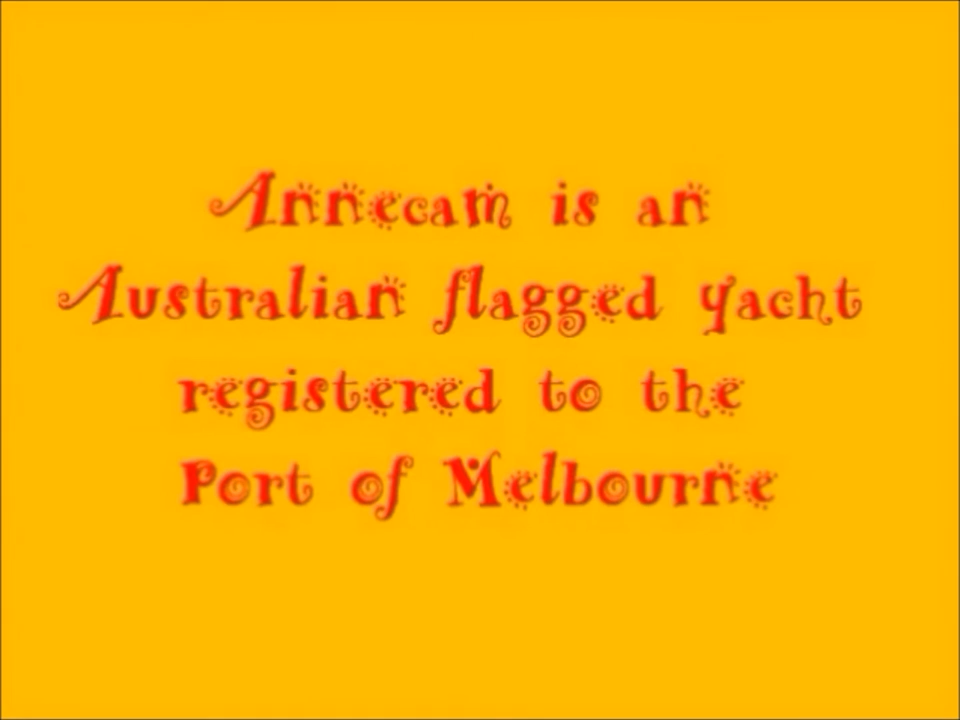 Annecam is an
Australian flagged yacht
registered to the
Port of Melbourne